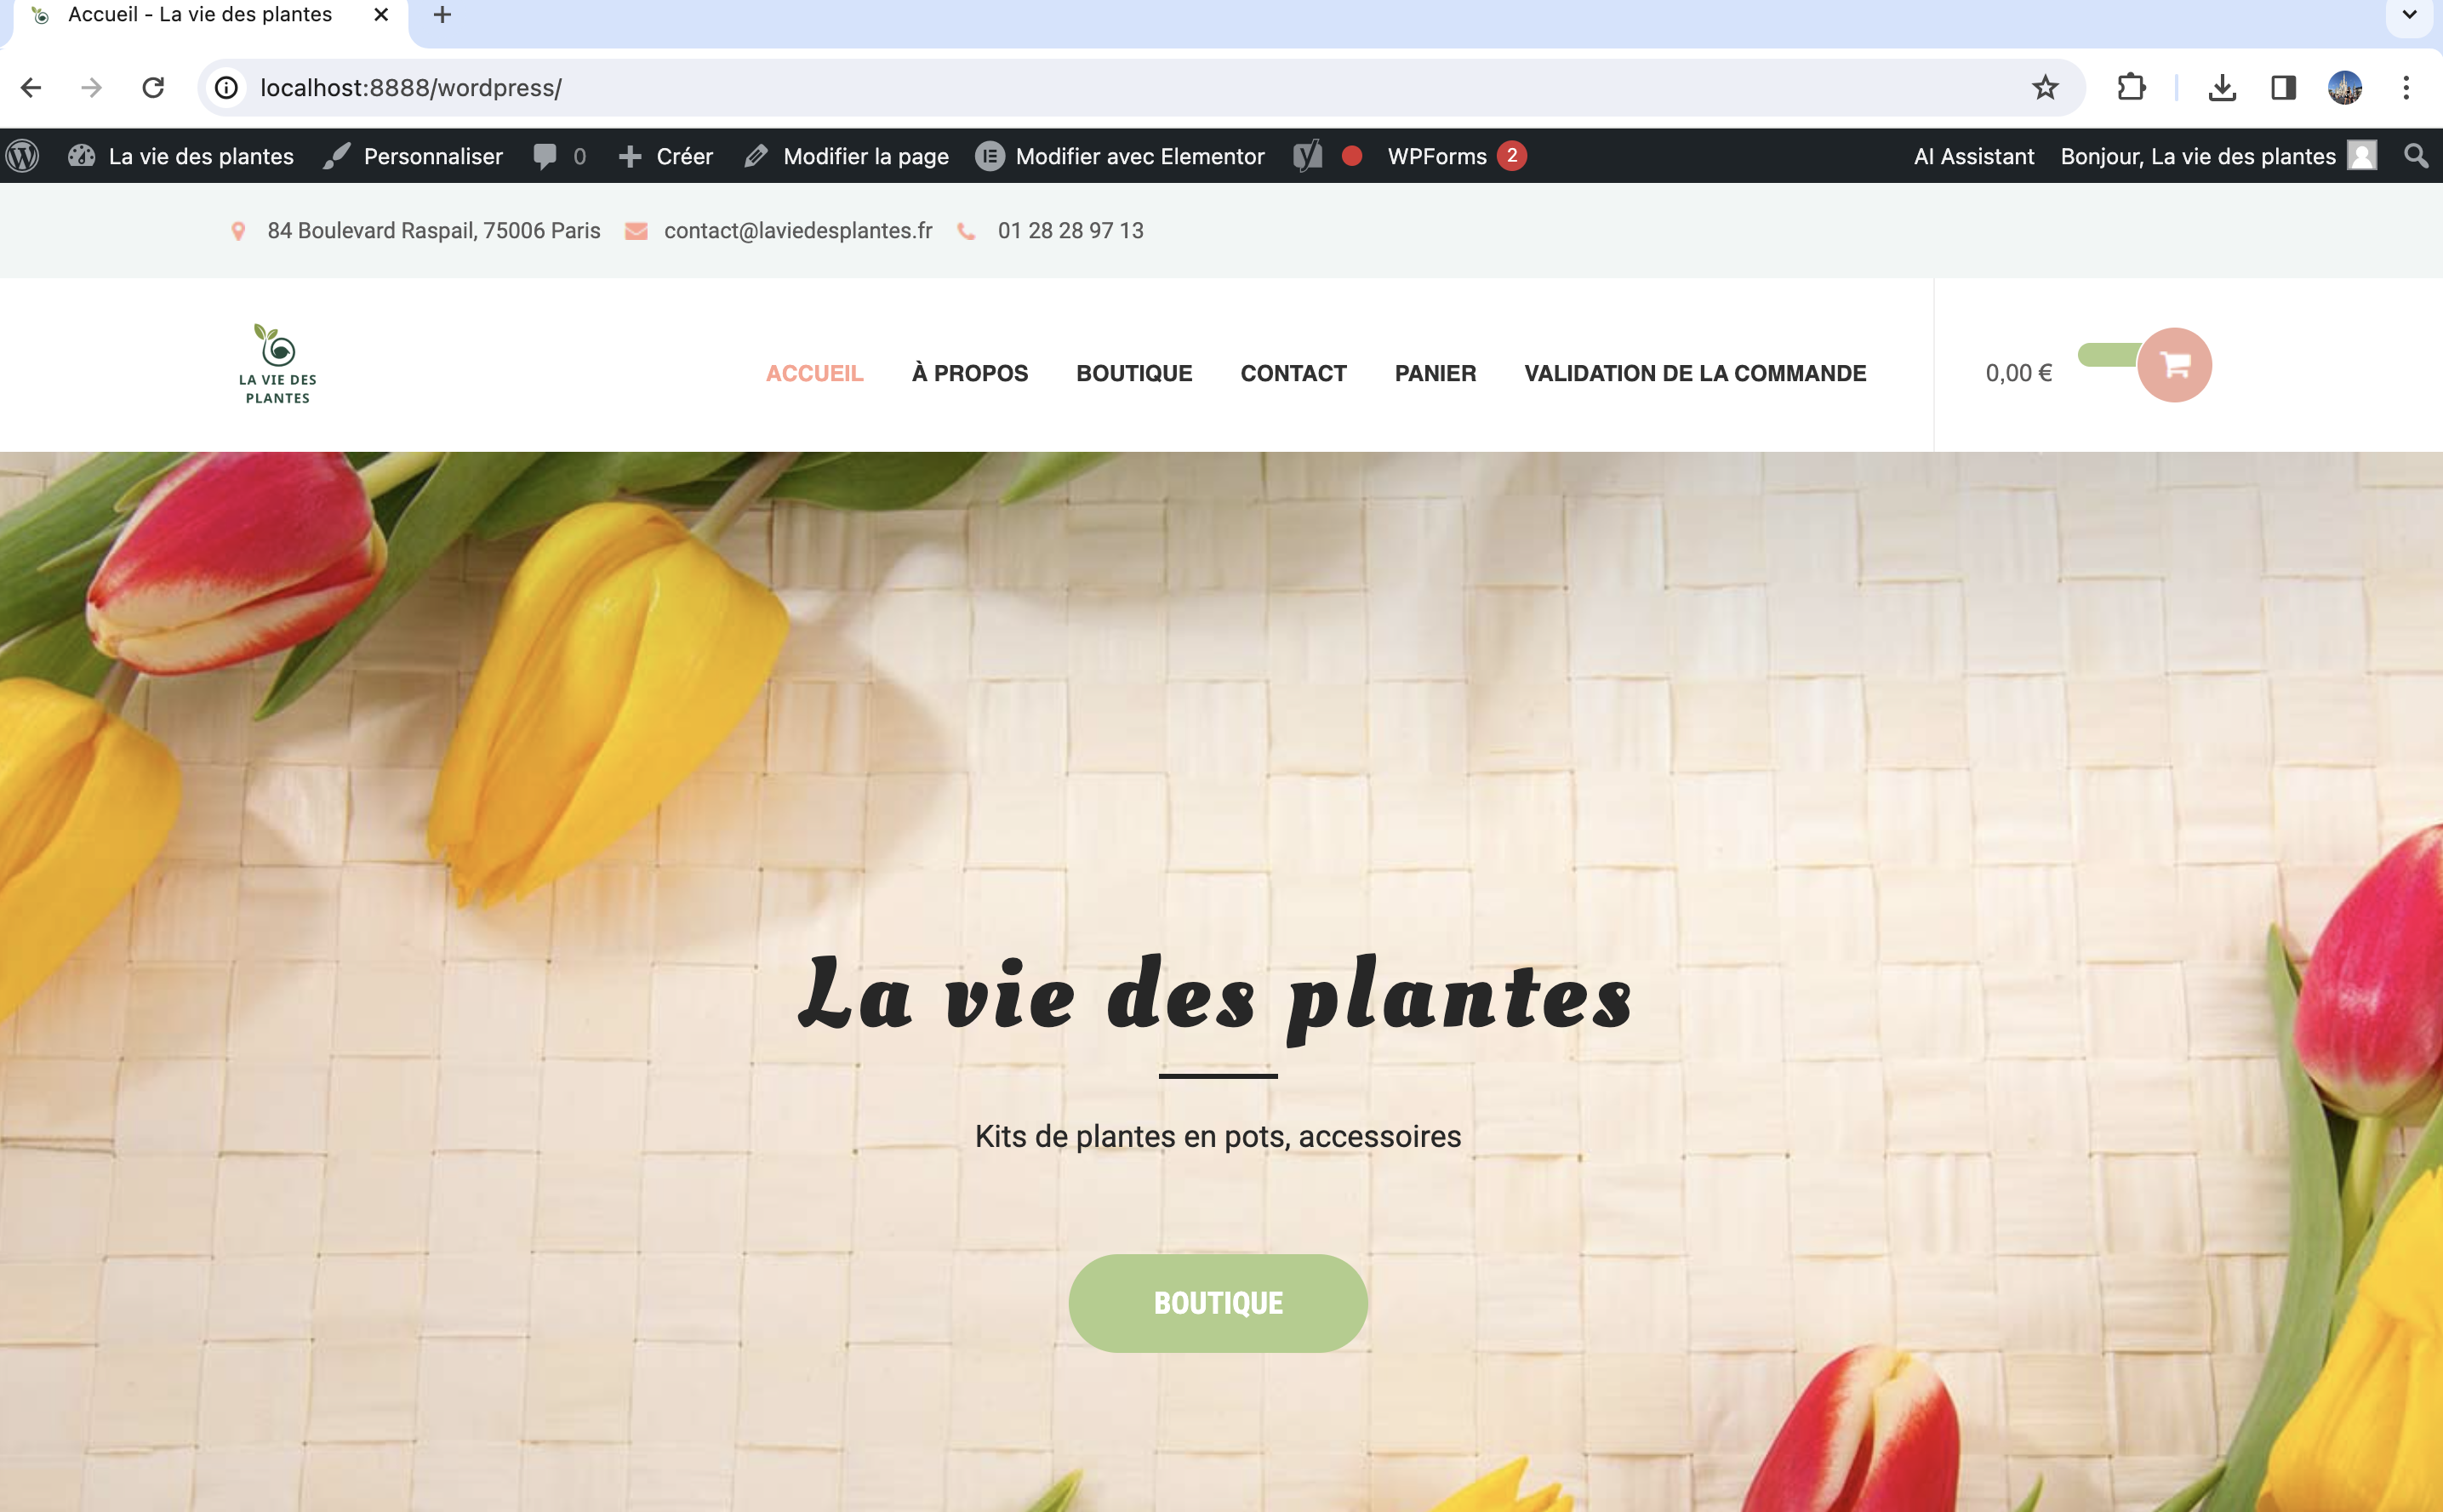 Accueil - La vie des plantes
localhost:8888/wordpress/
La vie des plantes Personnaliser 0 Créer Modifier la page Modifier avec Elementor WPForms 2 AI Assistant Bonjour, La vie des plantes
84 Boulevard Raspail, 75006 Paris contact@laviedesplantes.fr 01 28 28 97 13
LA VIE DES
PLANTES
ACCUEIL À PROPOS BOUTIQUE CONTACT PANIER VALIDATION DE LA COMMANDE 0,00 €
La vie des plantes
Kits de plantes en pots, accessoires
BOUTIQUE